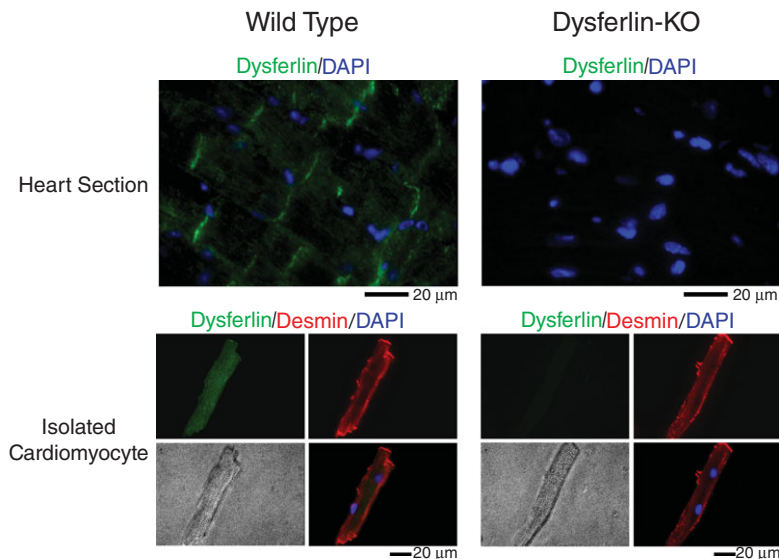 Wild Type
Dysferlin-KO
Dysferlin/DAPI
Dysferlin/DAPI
Heart Section
20 μm
20 μm
Dysferlin/Desmin/DAPI
Dysferlin/Desmin/DAPI
Isolated
Cardiomyocyte
20 μm
20 μm